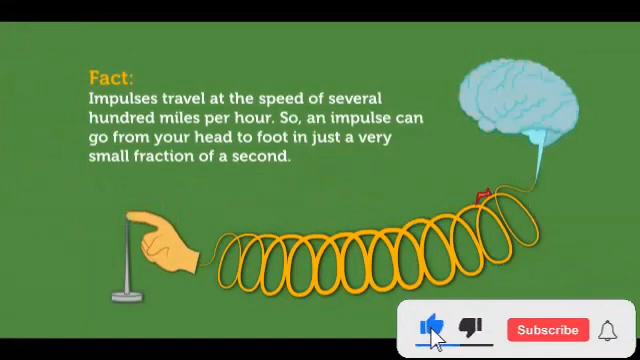 Fact:
Impulses travel at the speed of several
hundred miles per hour. So, an impulse can
go from your head to foot in just a very
small fraction of a second.
Subscribe